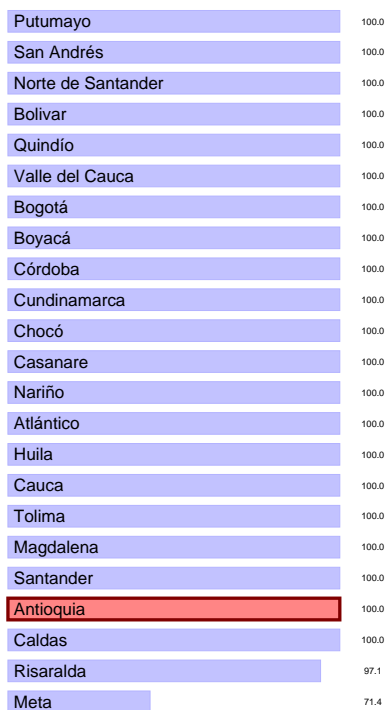 Putumayo 100.0
San Andrés 100.0
Norte de Santander 100.0
Bolivar 100.0
Quindío 100.0
Valle del Cauca 100.0
Bogotá 100.0
Boyacá 100.0
Córdoba 100.0
Cundinamarca 100.0
Chocó 100.0
Casanare 100.0
Nariño 100.0
Atlántico 100.0
Huila 100.0
Cauca 100.0
Tolima 100.0
Magdalena 100.0
Santander 100.0
Antioquia 100.0
Caldas 100.0
Risaralda 97.1
Meta 71.4